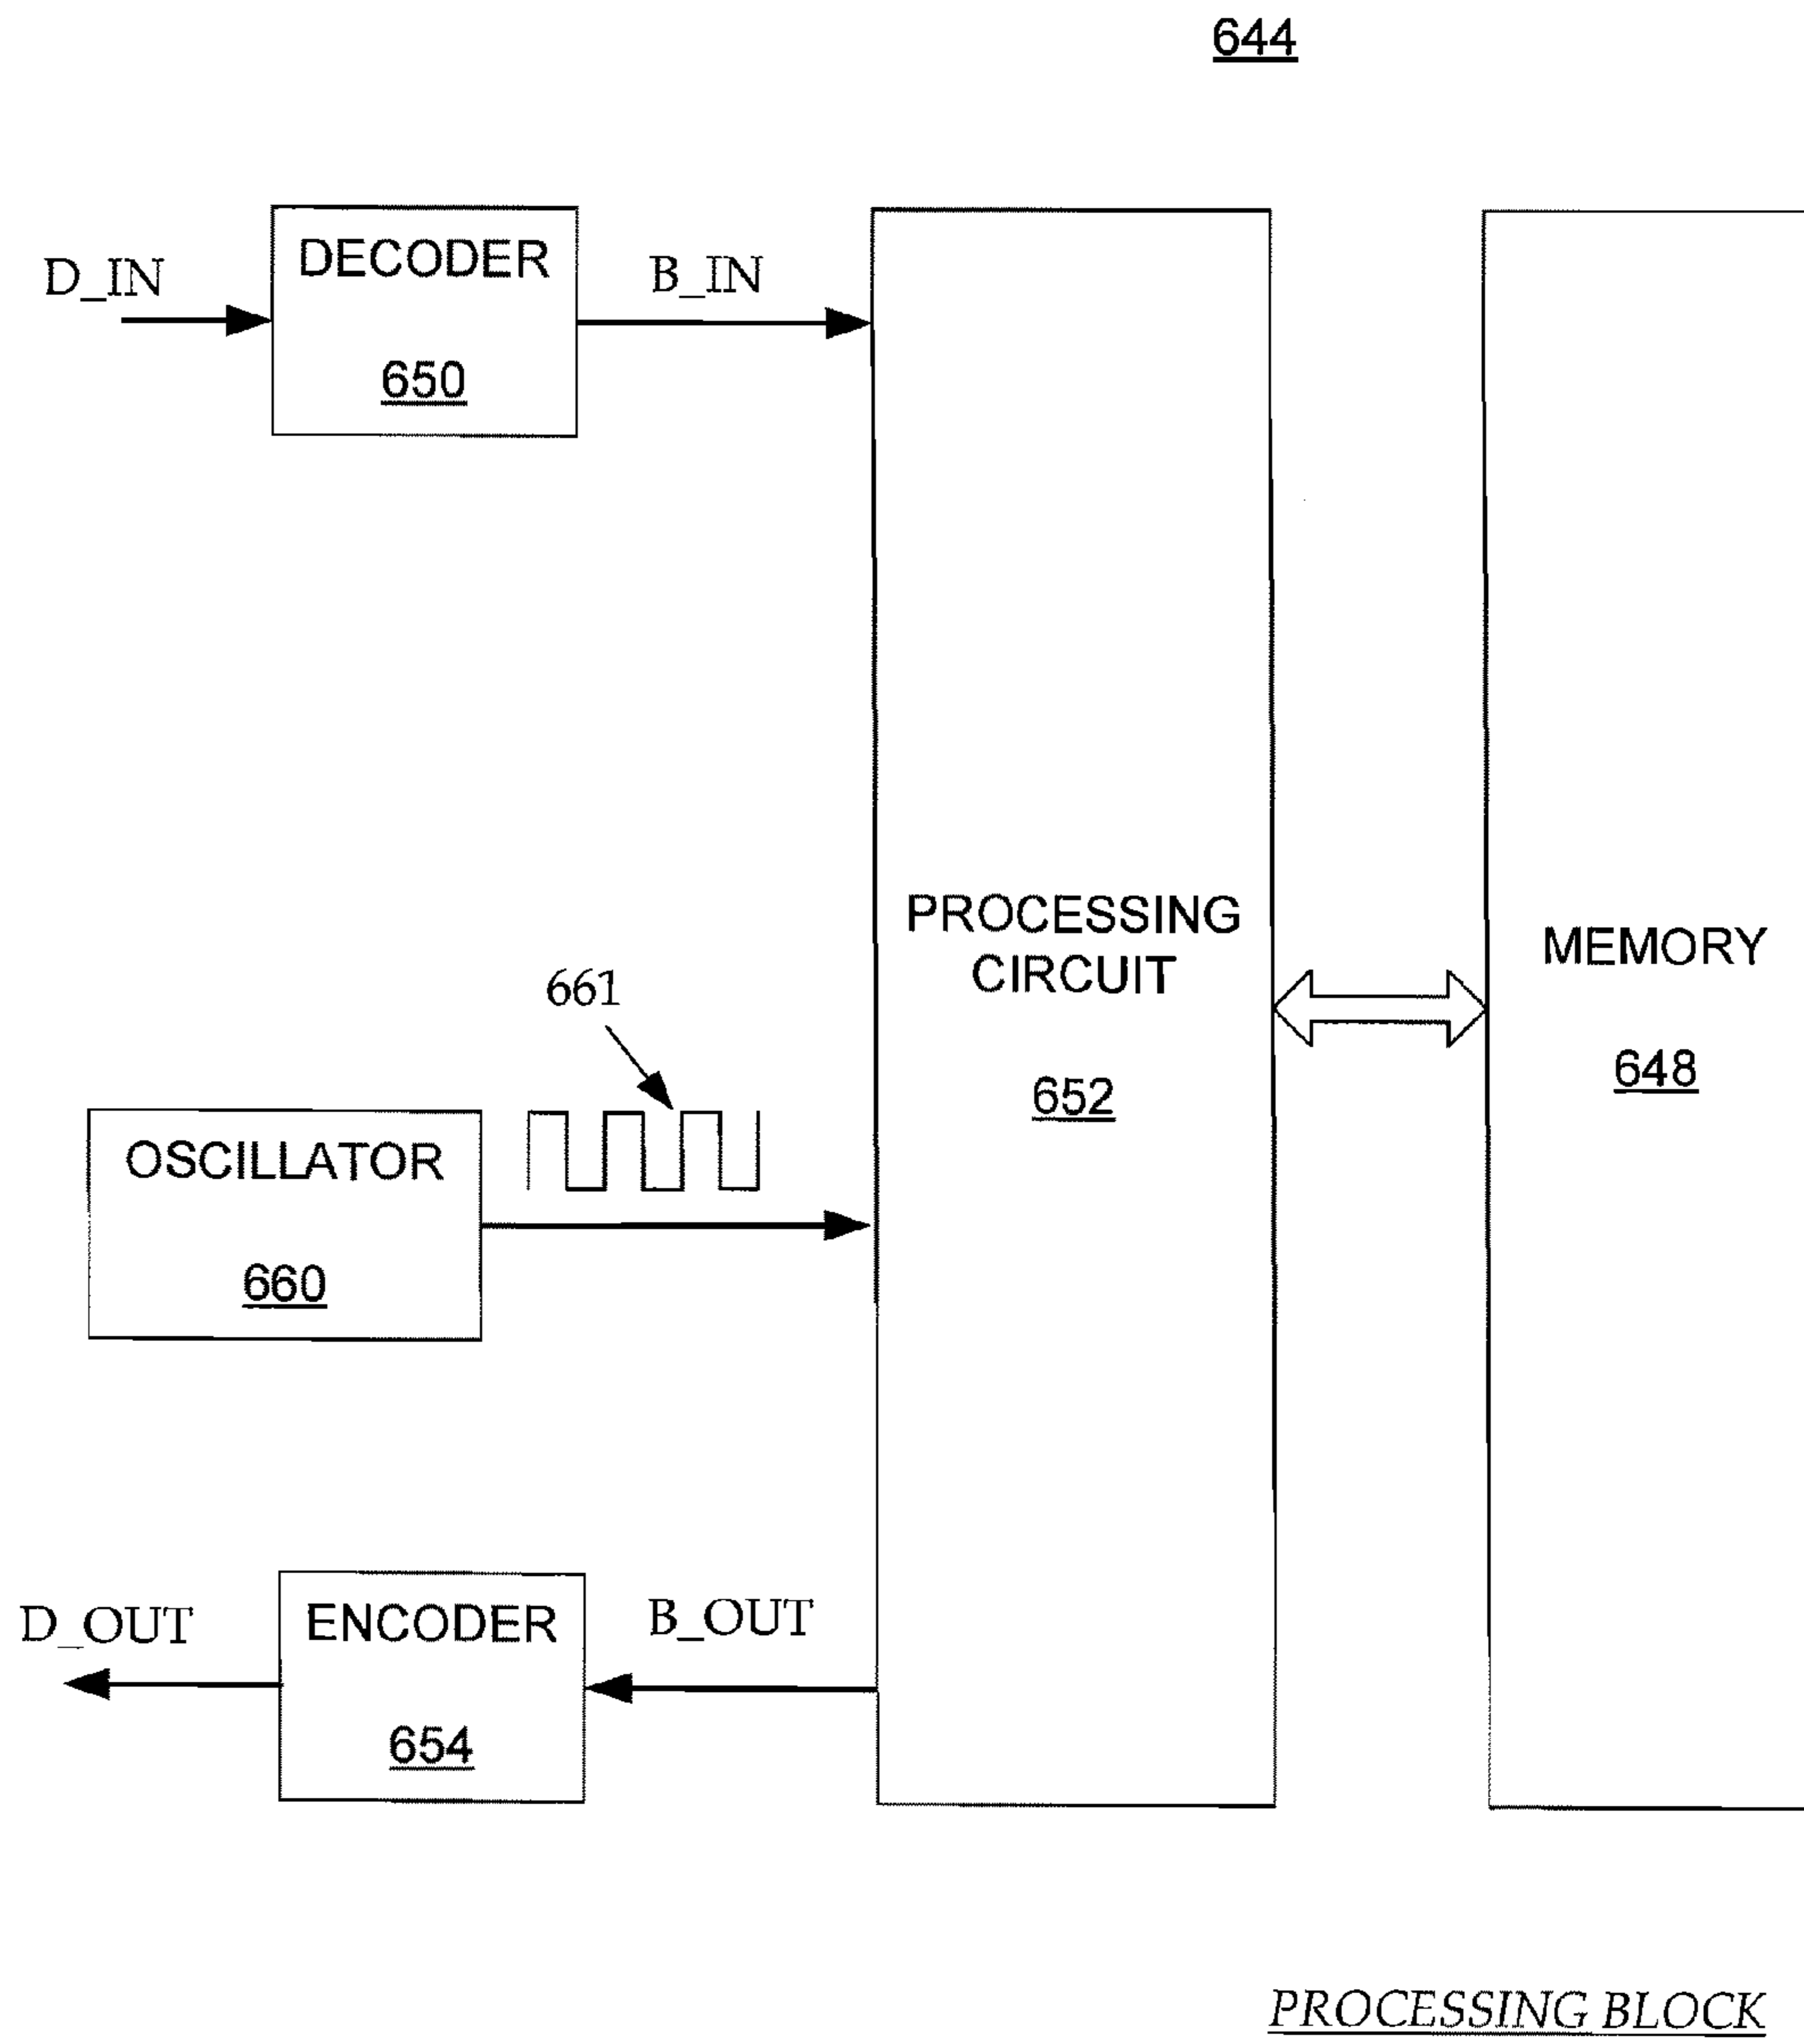 644
D_IN
DECODER
650
B_IN
PROCESSING
CIRCUIT
652
MEMORY
648
661
OSCILLATOR
660
D_OUT
ENCODER
654
B_OUT
PROCESSING BLOCK